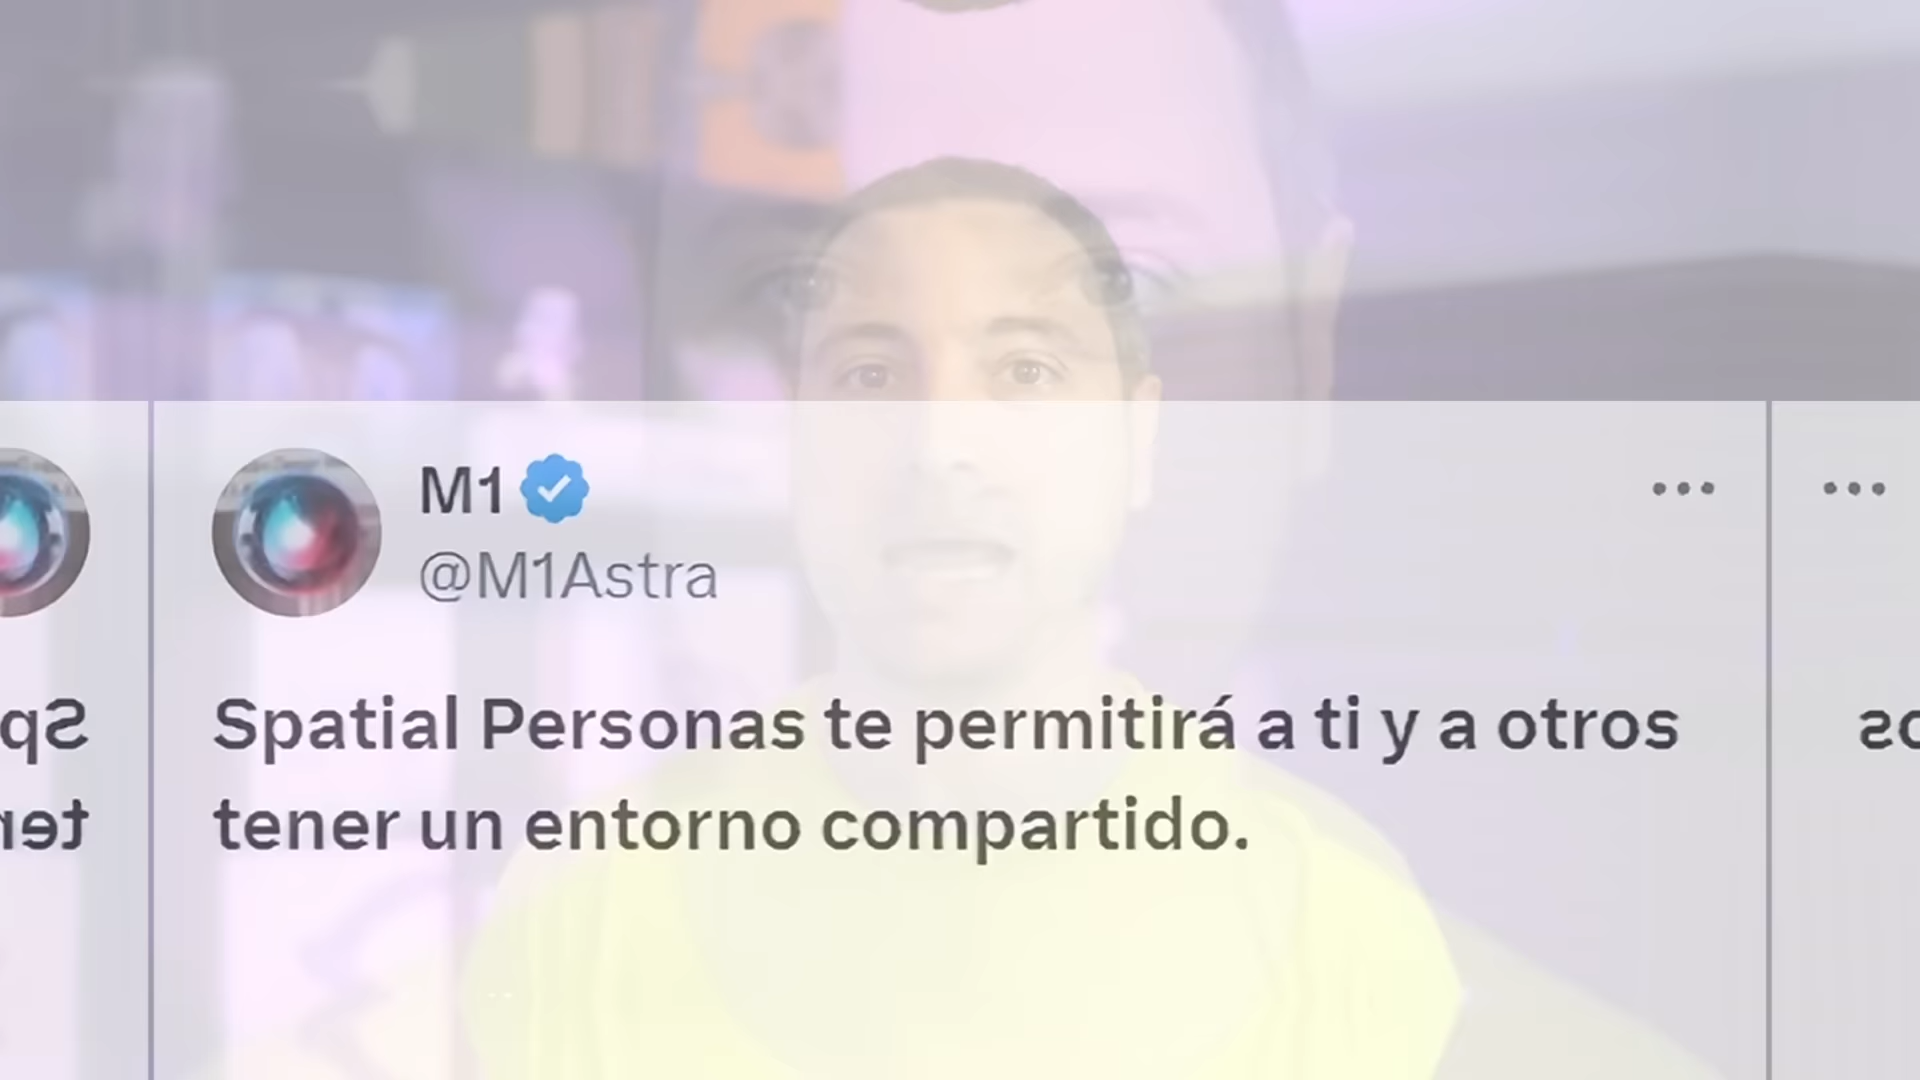 M1
@M1Astra
Spatial Personas te permitirá a ti y a otros
tener un entorno compartido.